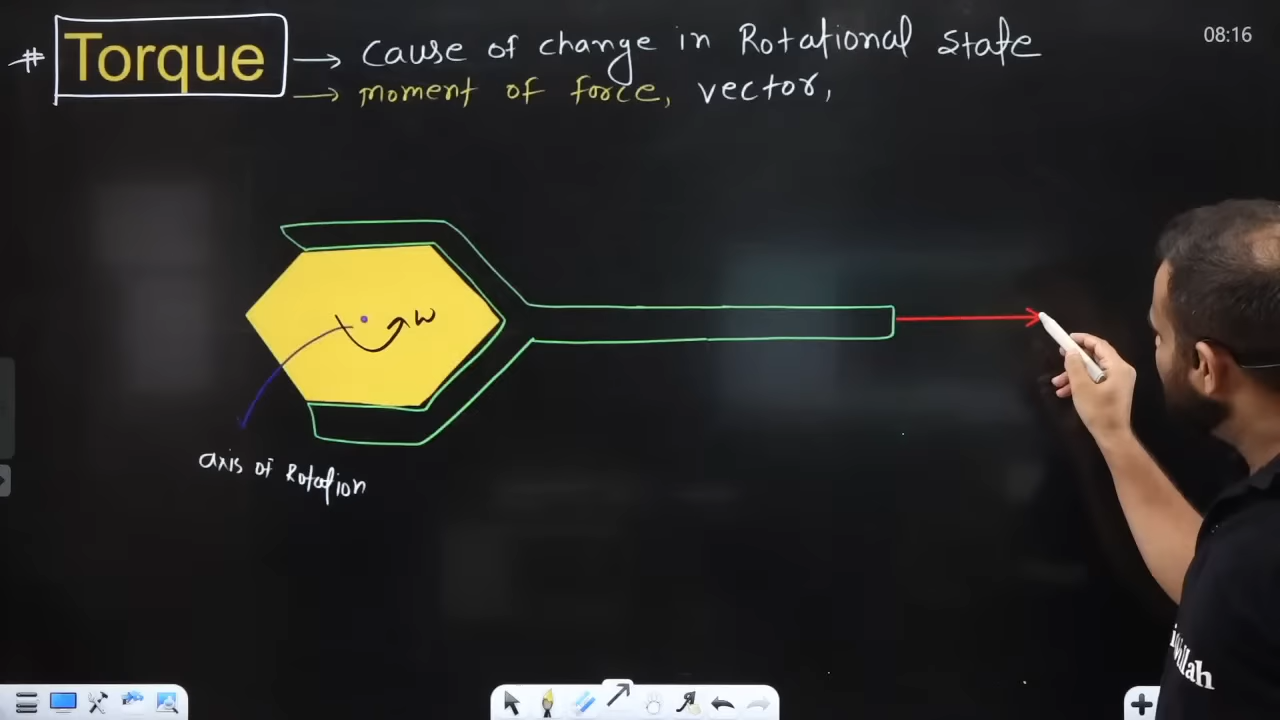 # Torque → cause of change in Rotational state
→ moment of force, vector,
08:16
ω
axis of Rotation